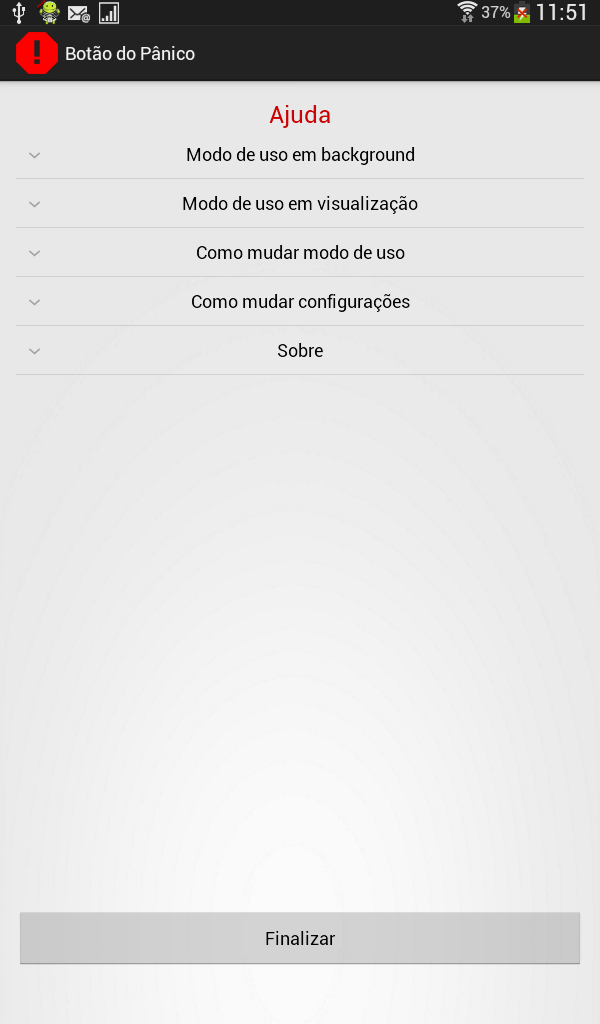 37% 11:51
Botão do Pânico
Ajuda
Modo de uso em background
Modo de uso em visualização
Como mudar modo de uso
Como mudar configurações
Sobre
Finalizar